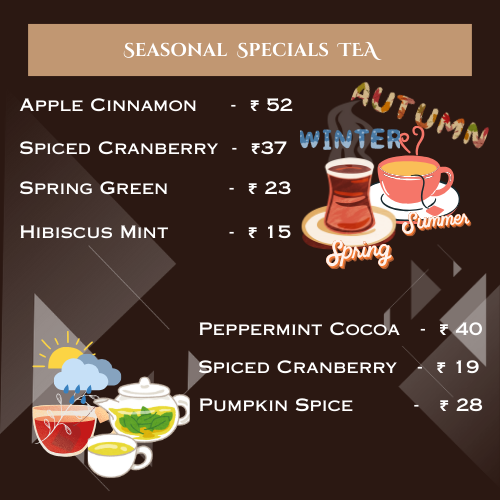 Seasonal Specials Tea
Apple Cinnamon - ₹ 52
Spiced Cranberry - ₹37
Spring Green - ₹ 23
Hibiscus Mint - ₹ 15
AUTUMN
WINTER
Summer
Spring
Peppermint Cocoa - ₹ 40
Spiced Cranberry - ₹ 19
Pumpkin Spice - ₹ 28